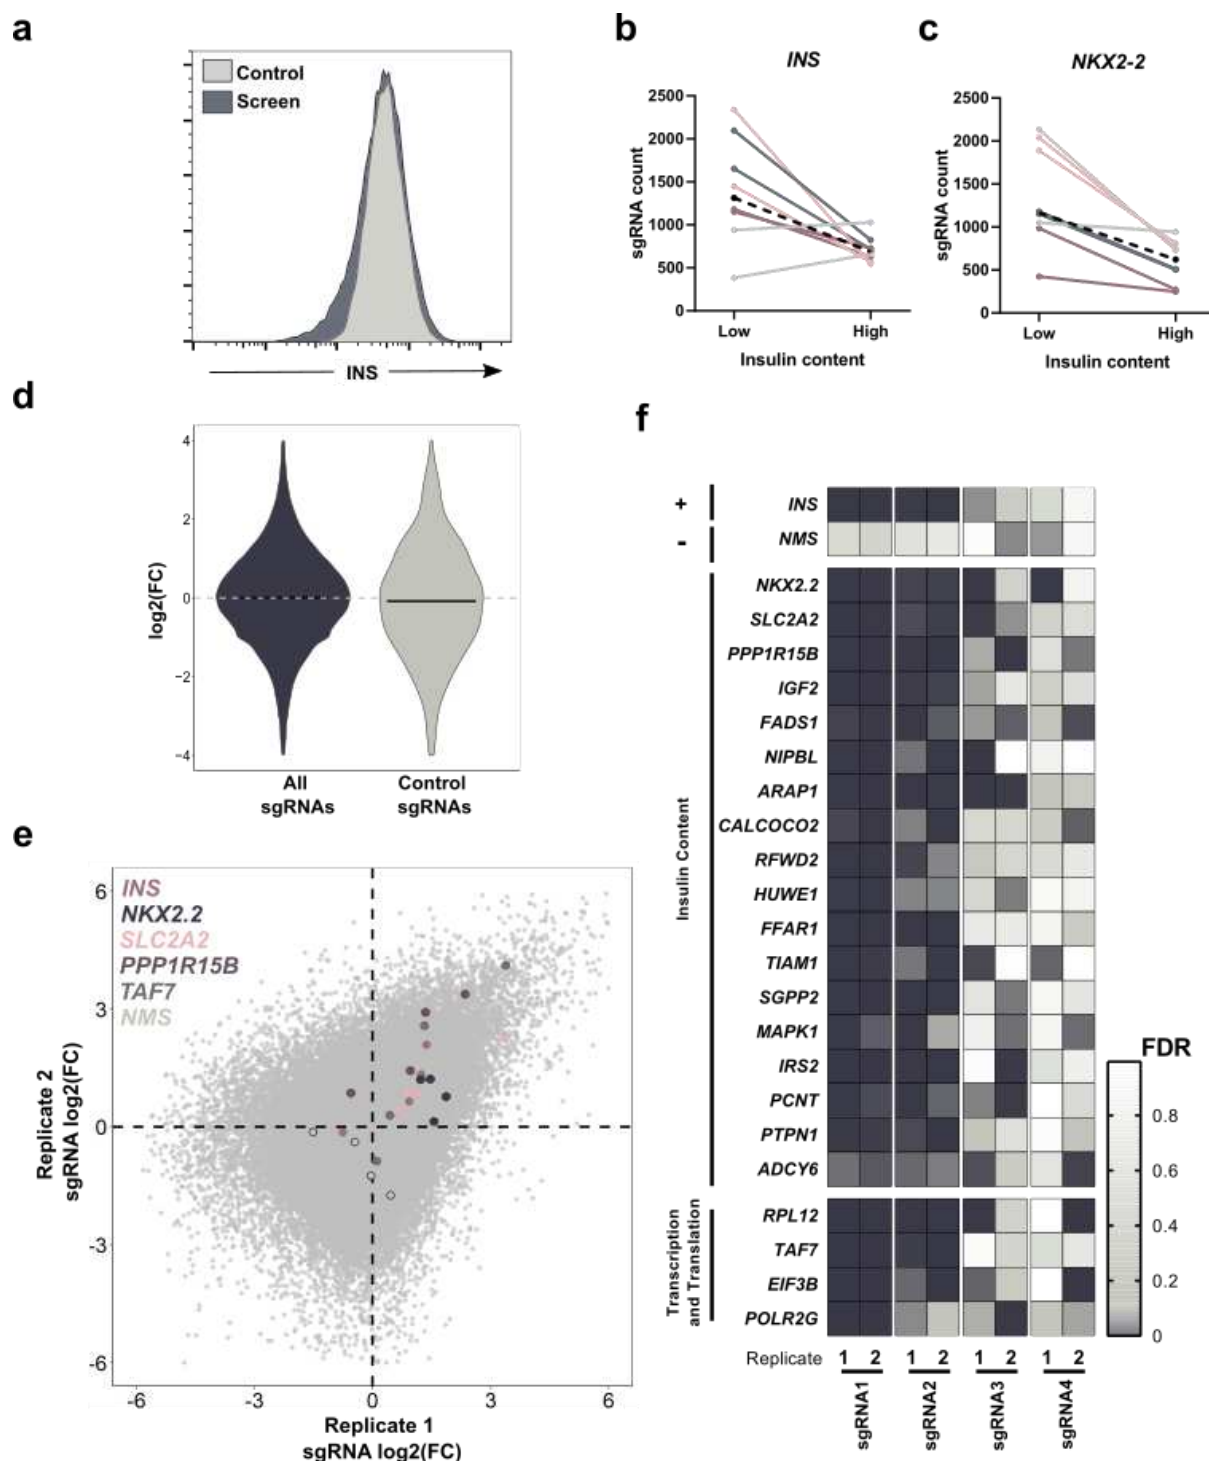 a
Control
Screen
INS
b
INS
sgRNA count
2500
2000
1500
1000
500
0
Low
High
Insulin content
c
NKX2-2
sgRNA count
2500
2000
1500
1000
500
0
Low
High
Insulin content
d
log2(FC)
4
2
0
−2
−4
All
sgRNAs
Control
sgRNAs
e
INS
NKX2.2
SLC2A2
PPP1R15B
TAF7
NMS
Replicate 2
sgRNA log2(FC)
6
3
0
-3
-6
-6
-3
0
3
6
Replicate 1
sgRNA log2(FC)
f
+
INS
-
NMS
Insulin Content
NKX2.2
SLC2A2
PPP1R15B
IGF2
FADS1
NIPBL
ARAP1
CALCOCO2
RFWD2
HUWE1
FFAR1
TIAM1
SGPP2
MAPK1
IRS2
PCNT
PTPN1
ADCY6
Transcription
and Translation
RPL12
TAF7
EIF3B
POLR2G
Replicate 1 2 1 2 1 2 1 2
sgRNA1
sgRNA2
sgRNA3
sgRNA4
FDR
0.8
0.6
0.4
0.2
0